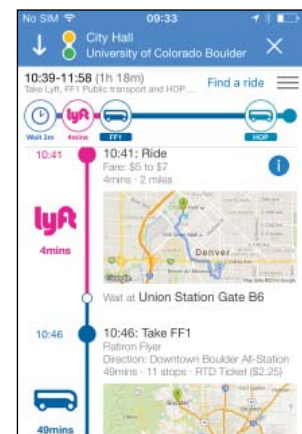 No SIM 09:33
City Hall
University of Colorado Boulder
10:39-11:58 (1h 18m)
Find a ride
Take Lyft, FF1 Public transport and HOP...
lyft
Wait 2m 4mins FF1 HOP
10:41 10:41: Ride
Fare: $5 to $7
4mins · 2 miles
lyft
4mins
Denver
Google
Wait at Union Station Gate B6
10:46 10:46: Take FF1
Flatiron Flyer
Direction: Downtown Boulder All-Station
49mins · 11 stops · RTD Ticket ($2.25)
Boulder
49mins